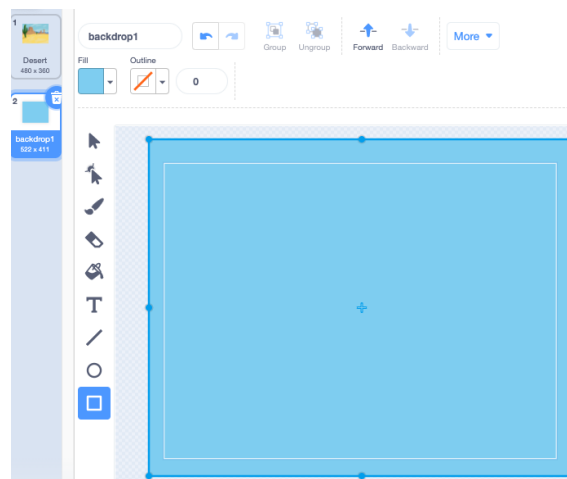 1
Desert
480 x 360
2
backdrop1
522 x 411
backdrop1
Group
Ungroup
Forward
Backward
More
Fill
Outline
0
T